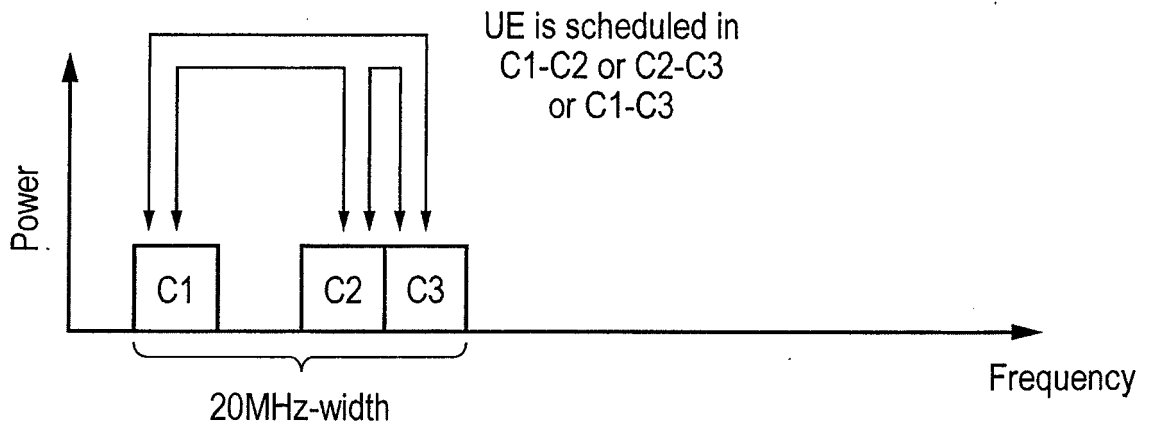 UE is scheduled in
C1-C2 or C2-C3
or C1-C3
Power
C1
C2
C3
20MHz-width
Frequency